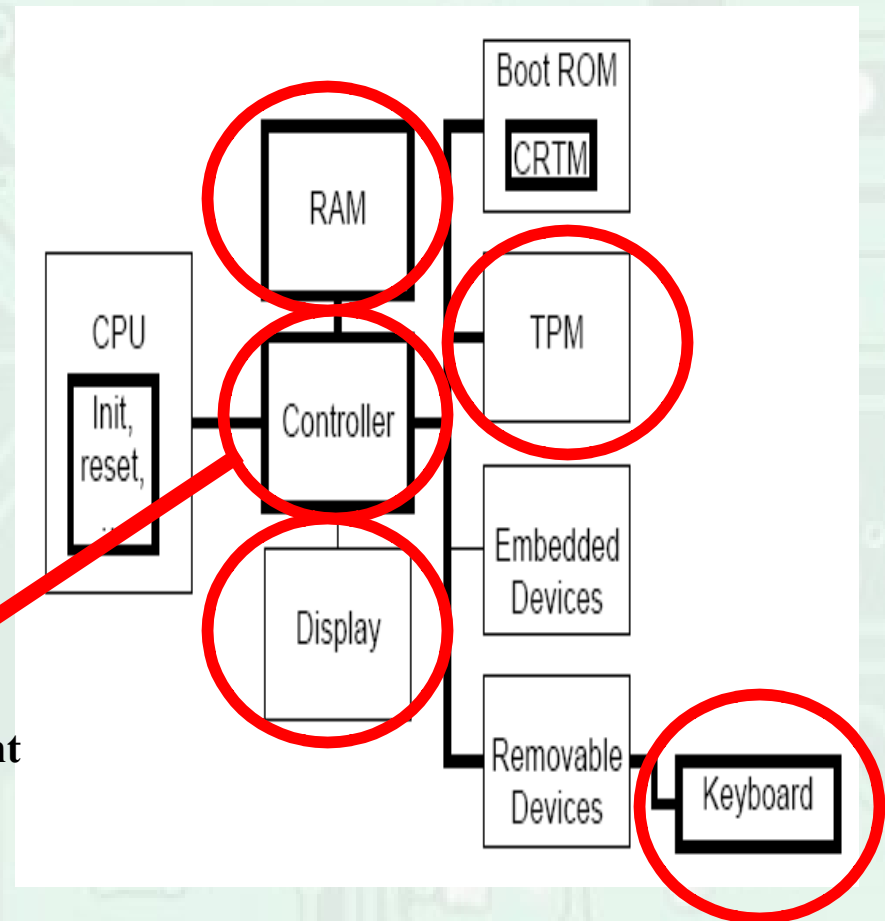 Boot ROM
CRTM
RAM
TPM
CPU
Init,
reset,
Controller
Embedded
Devices
Display
Removable
Devices
Keyboard